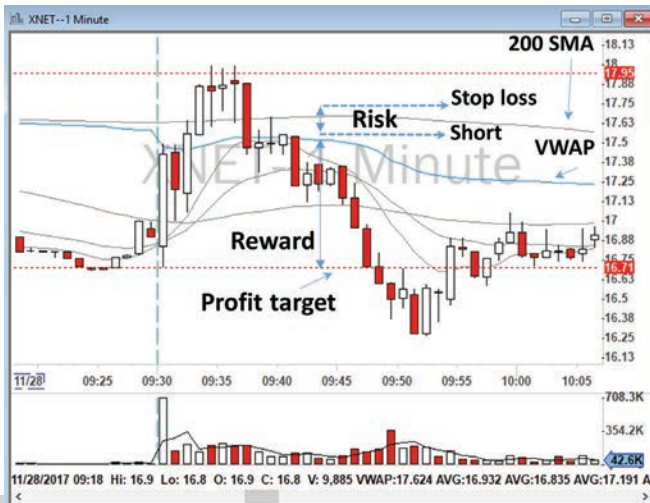 XNET--1 Minute
XNET--1 Minute
200 SMA
Stop loss
Risk
Short
VWAP
Reward
Profit target
18.13
18
17.95
17.88
17.75
17.63
17.5
17.38
17.25
17.13
17
16.88
16.75
16.71
16.63
16.5
16.38
16.25
16.13
11/28 09:25 09:30 09:35 09:40 09:45 09:50 09:55 10:00 10:05
708.3K
354.2K
42.6K
11/28/2017 09:18 Hi: 16.9 Lo: 16.8 O: 16.9 C: 16.8 V: 9,885 VWAP:17.624 AVG:16.932 AVG:16.835 AVG:17.191 A